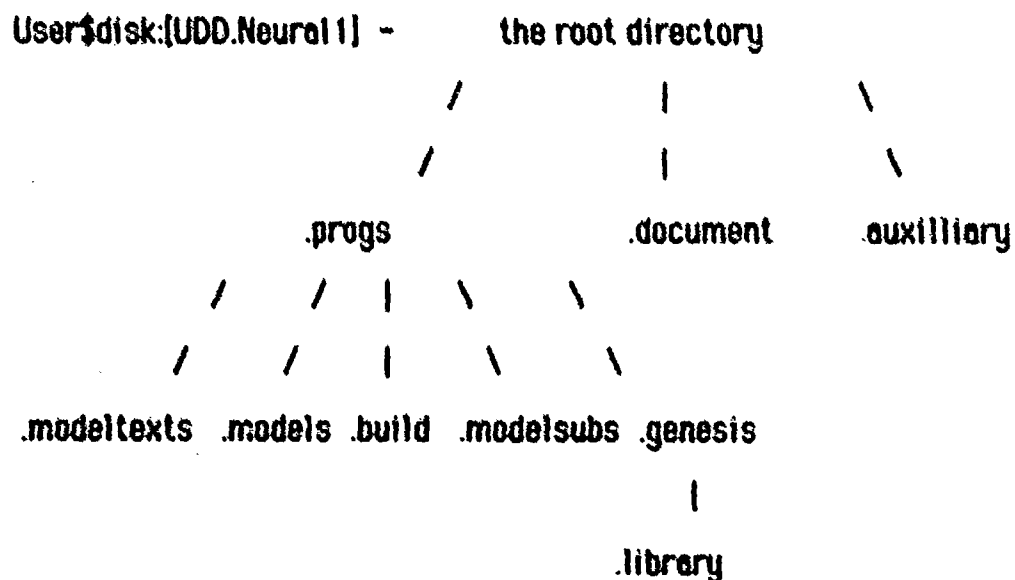 User$disk:[UDD.Neural1] - the root directory
.progs .document .auxilliary
.modeltexts .models .build .modelsubs .genesis
.library